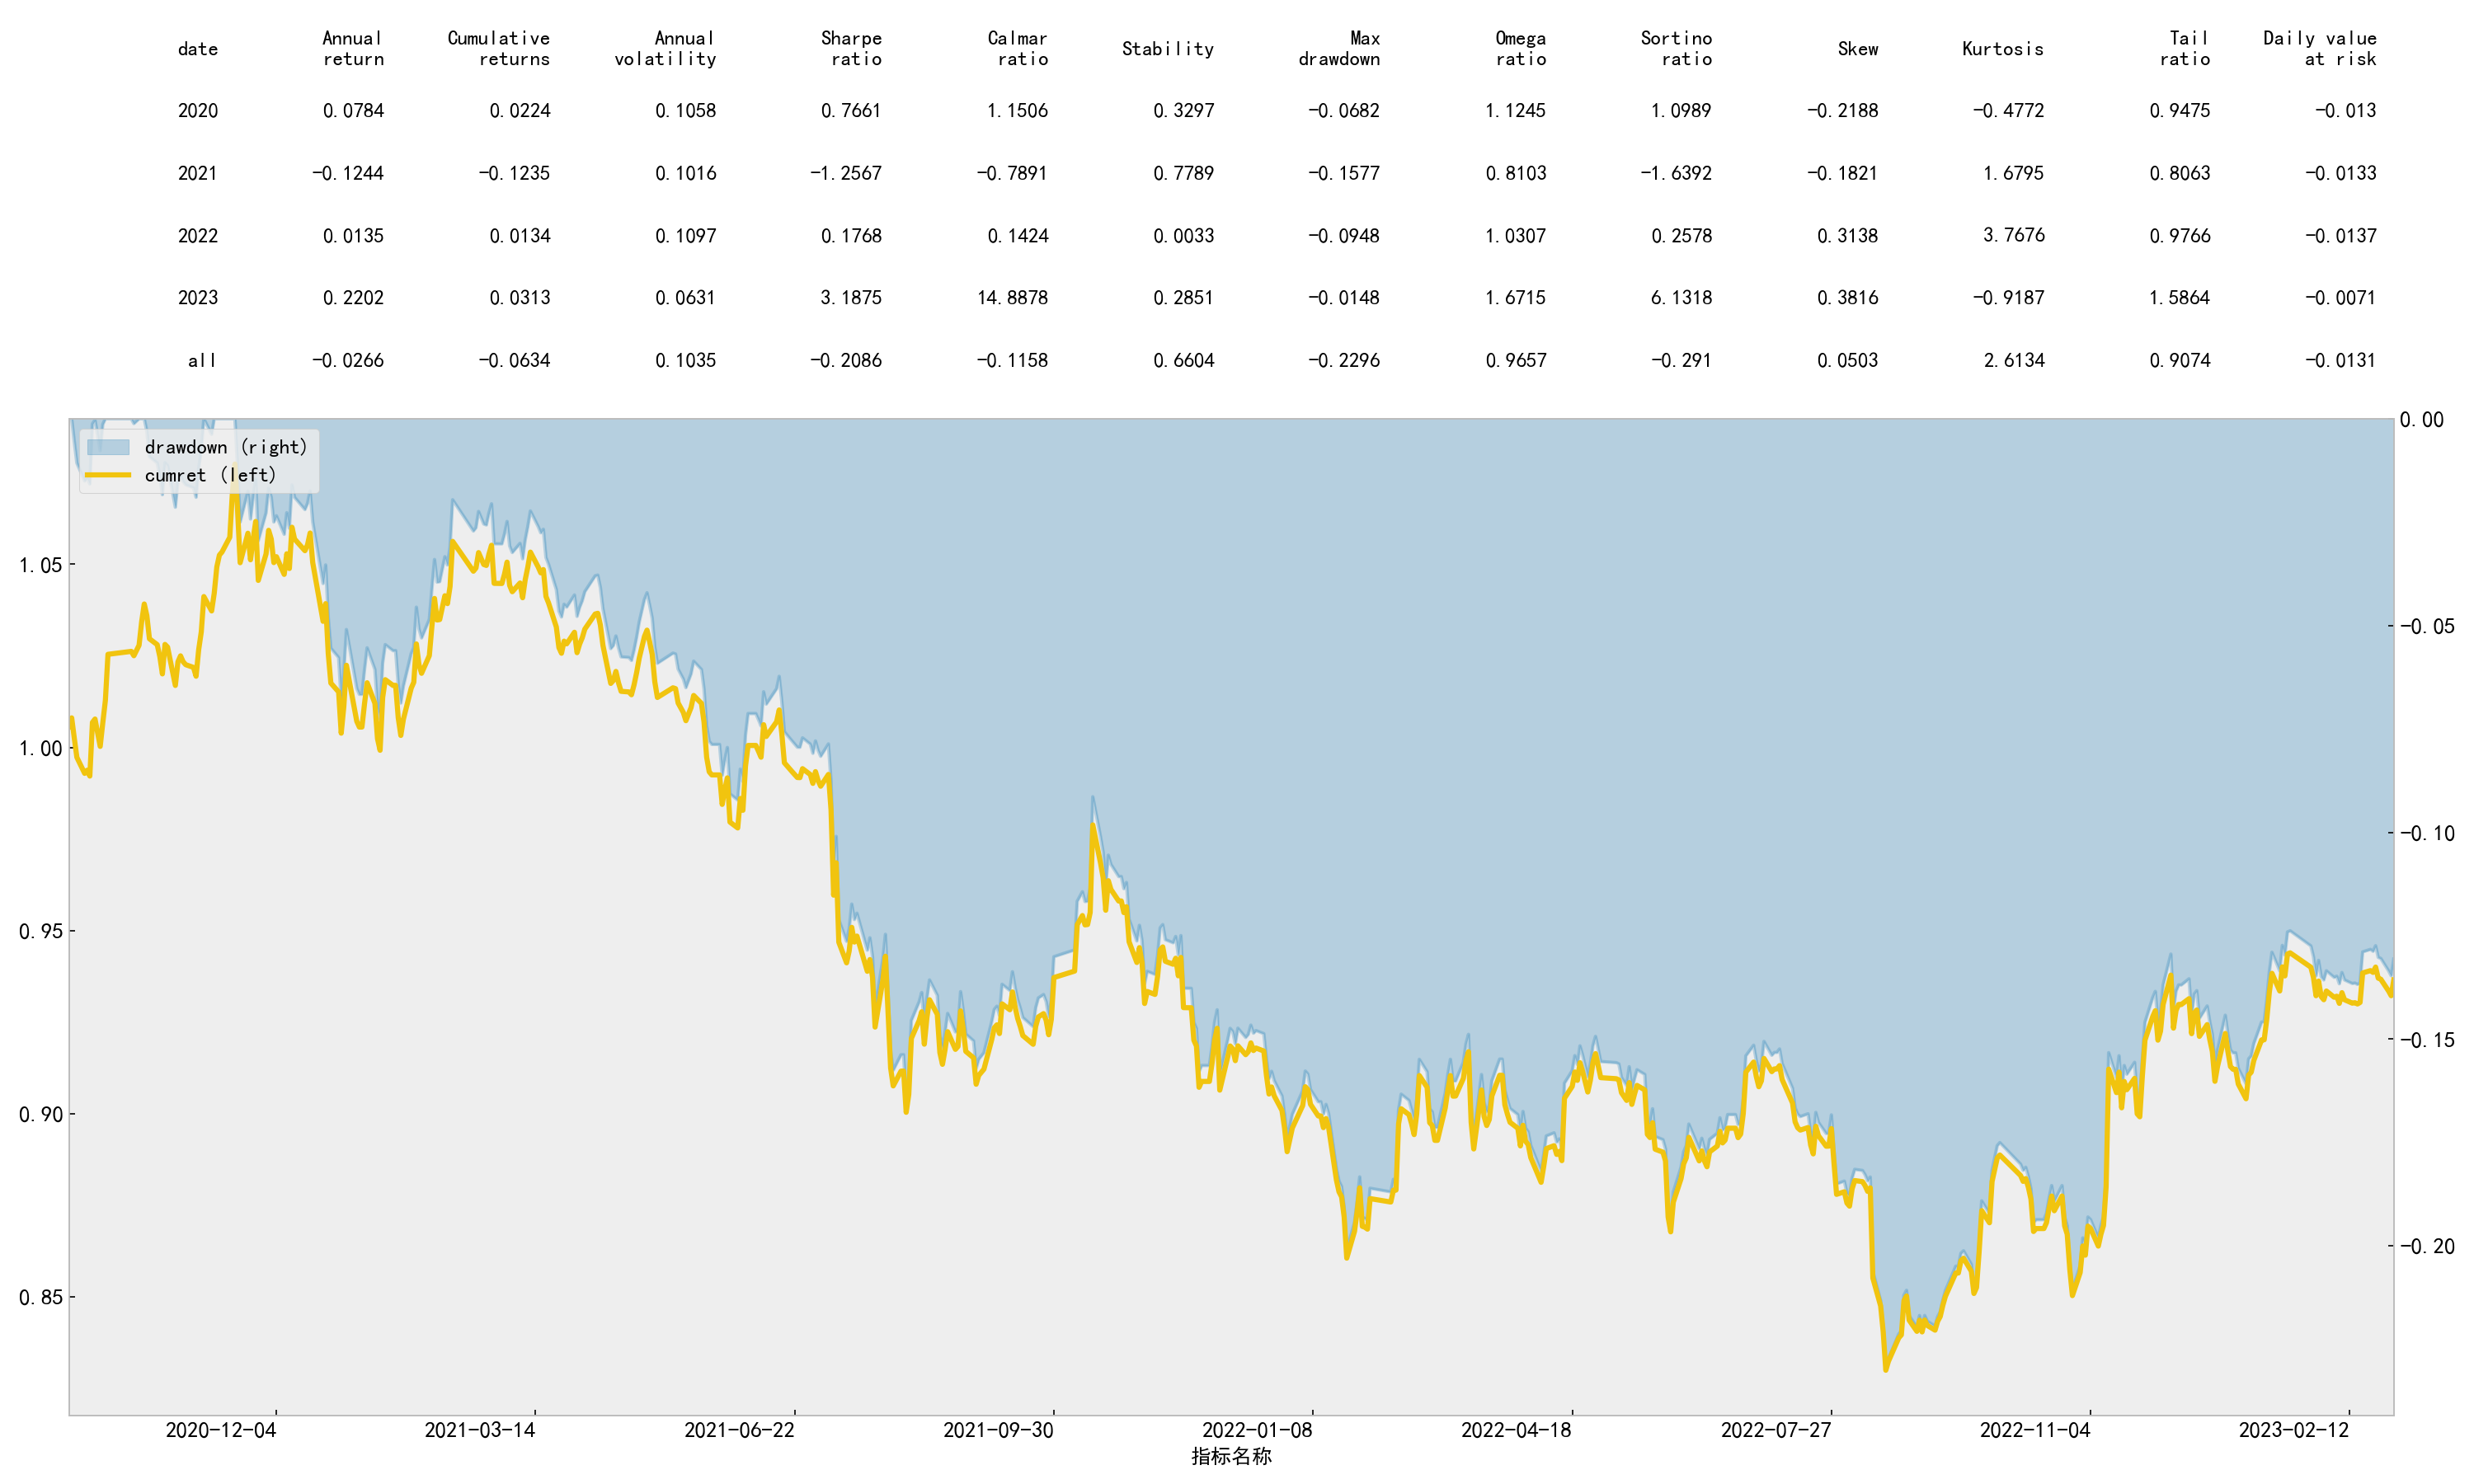 date Annual return Cumulative returns Annual volatility Sharpe ratio Calmar ratio Stability Max drawdown Omega ratio Sortino ratio Skew Kurtosis Tail ratio Daily value at risk
2020 0.0784 0.0224 0.1058 0.7661 1.1506 0.3297 -0.0682 1.1245 1.0989 -0.2188 -0.4772 0.9475 -0.013
2021 -0.1244 -0.1235 0.1016 -1.2567 -0.7891 0.7789 -0.1577 0.8103 -1.6392 -0.1821 1.6795 0.8063 -0.0133
2022 0.0135 0.0134 0.1097 0.1768 0.1424 0.0033 -0.0948 1.0307 0.2578 0.3138 3.7676 0.9766 -0.0137
2023 0.2202 0.0313 0.0631 3.1875 14.8878 0.2851 -0.0148 1.6715 6.1318 0.3816 -0.9187 1.5864 -0.0071
all -0.0266 -0.0634 0.1035 -0.2086 -0.1158 0.6604 -0.2296 0.9657 -0.291 0.0503 2.6134 0.9074 -0.0131
drawdown (right)
cumret (left)
1.05
1.00
0.95
0.90
0.85
0.00
-0.05
-0.10
-0.15
-0.20
2020-12-04 2021-03-14 2021-06-22 2021-09-30 2022-01-08 2022-04-18 2022-07-27 2022-11-04 2023-02-12
指标名称